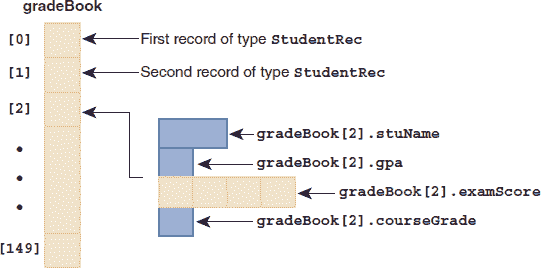 gradeBook
[0] First record of type StudentRec
[1] Second record of type StudentRec
[2]
gradeBook[2].stuName
gradeBook[2].gpa
gradeBook[2].examScore
gradeBook[2].courseGrade
[149]